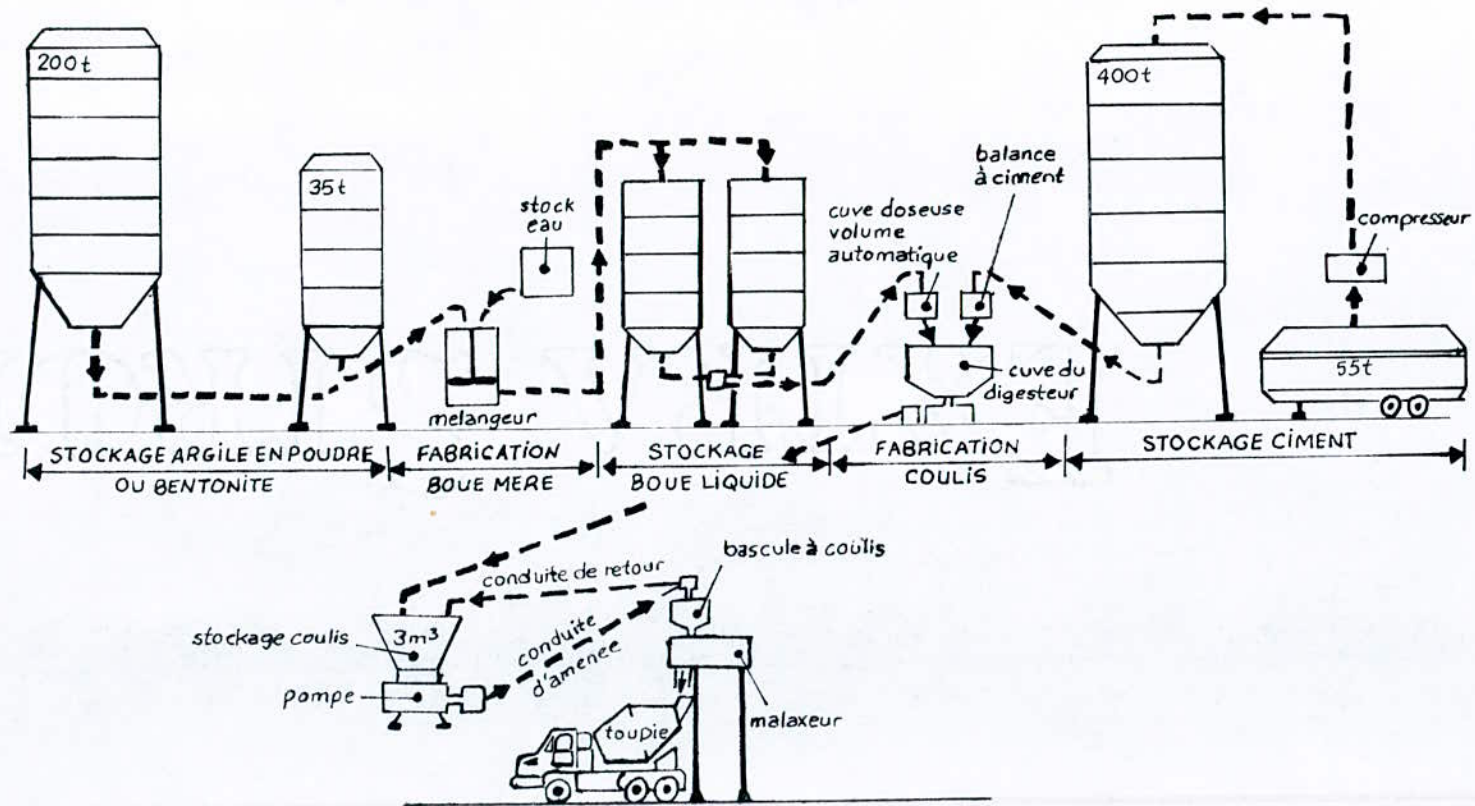 200t
35t
stock
eau
melangeur
cuve doseuse
volume
automatique
balance
à ciment
cuve du
digesteur
400t
compresseur
55t
STOCKAGE ARGILE EN POUDRE
OU BENTONITE
FABRICATION
BOUE MERE
STOCKAGE
BOUE LIQUIDE
FABRICATION
COULIS
STOCKAGE CIMENT
bascule à coulis
conduite de retour
stockage coulis
3m³
conduite
d'amenée
pompe
malaxeur
toupie